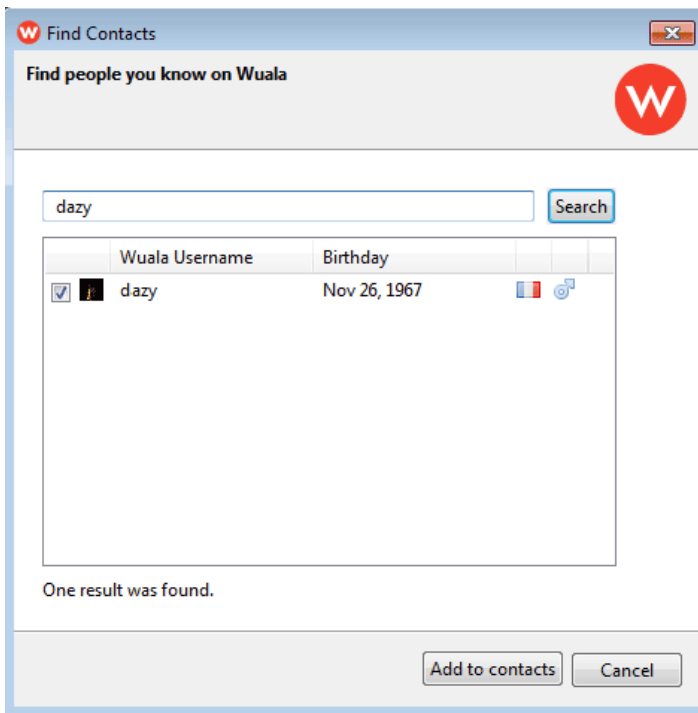 W Find Contacts
Find people you know on Wuala
W
dazy Search
Wuala Username Birthday
dazy Nov 26, 1967
One result was found.
Add to contacts Cancel